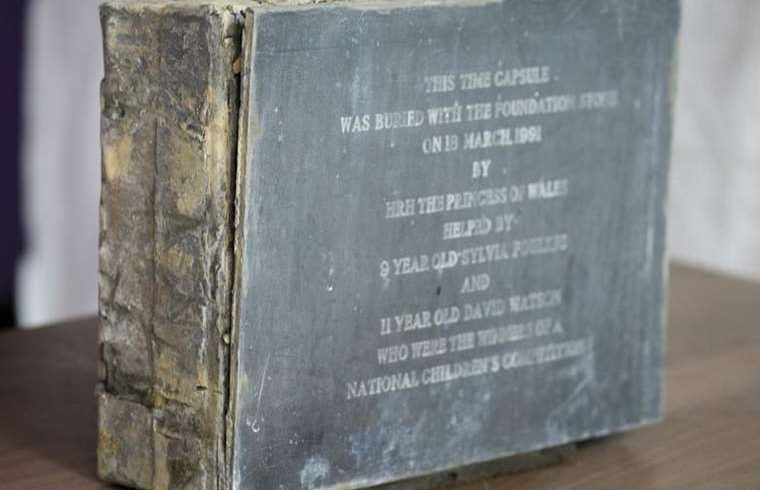 THIS TIME CAPSULE
WAS BURIED WITH THE FOUNDATION STONE
ON 18 MARCH 1991
BY
HRH THE PRINCESS OF WALES
HELPED BY
9 YEAR OLD SYLVIA
AND
11 YEAR OLD DAVID WATSON
WHO WERE THE WINNERS OF A
NATIONAL CHILDREN'S COMPETITION